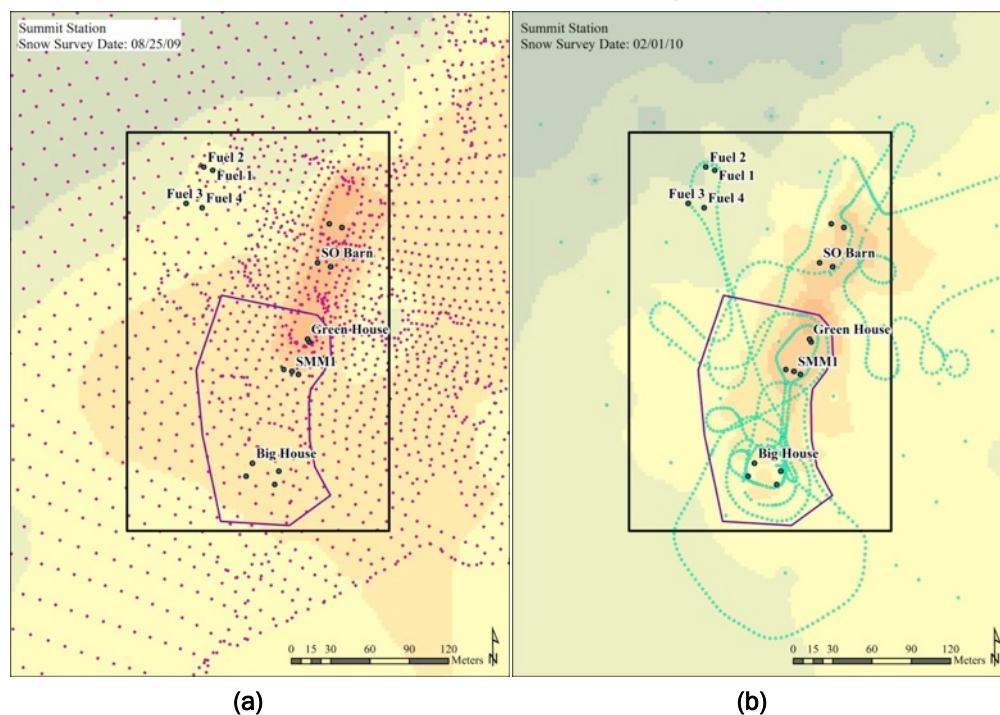 Summit Station
Snow Survey Date: 08/25/09
Fuel 2
Fuel 1
Fuel 3
Fuel 4
SO Barn
Green House
SMM1
Big House
0 15 30 60 90 120
Meters
N
(a)
Summit Station
Snow Survey Date: 02/01/10
Fuel 2
Fuel 1
Fuel 3
Fuel 4
SO Barn
Green House
SMM1
Big House
0 15 30 60 90 120
Meters
N
(b)